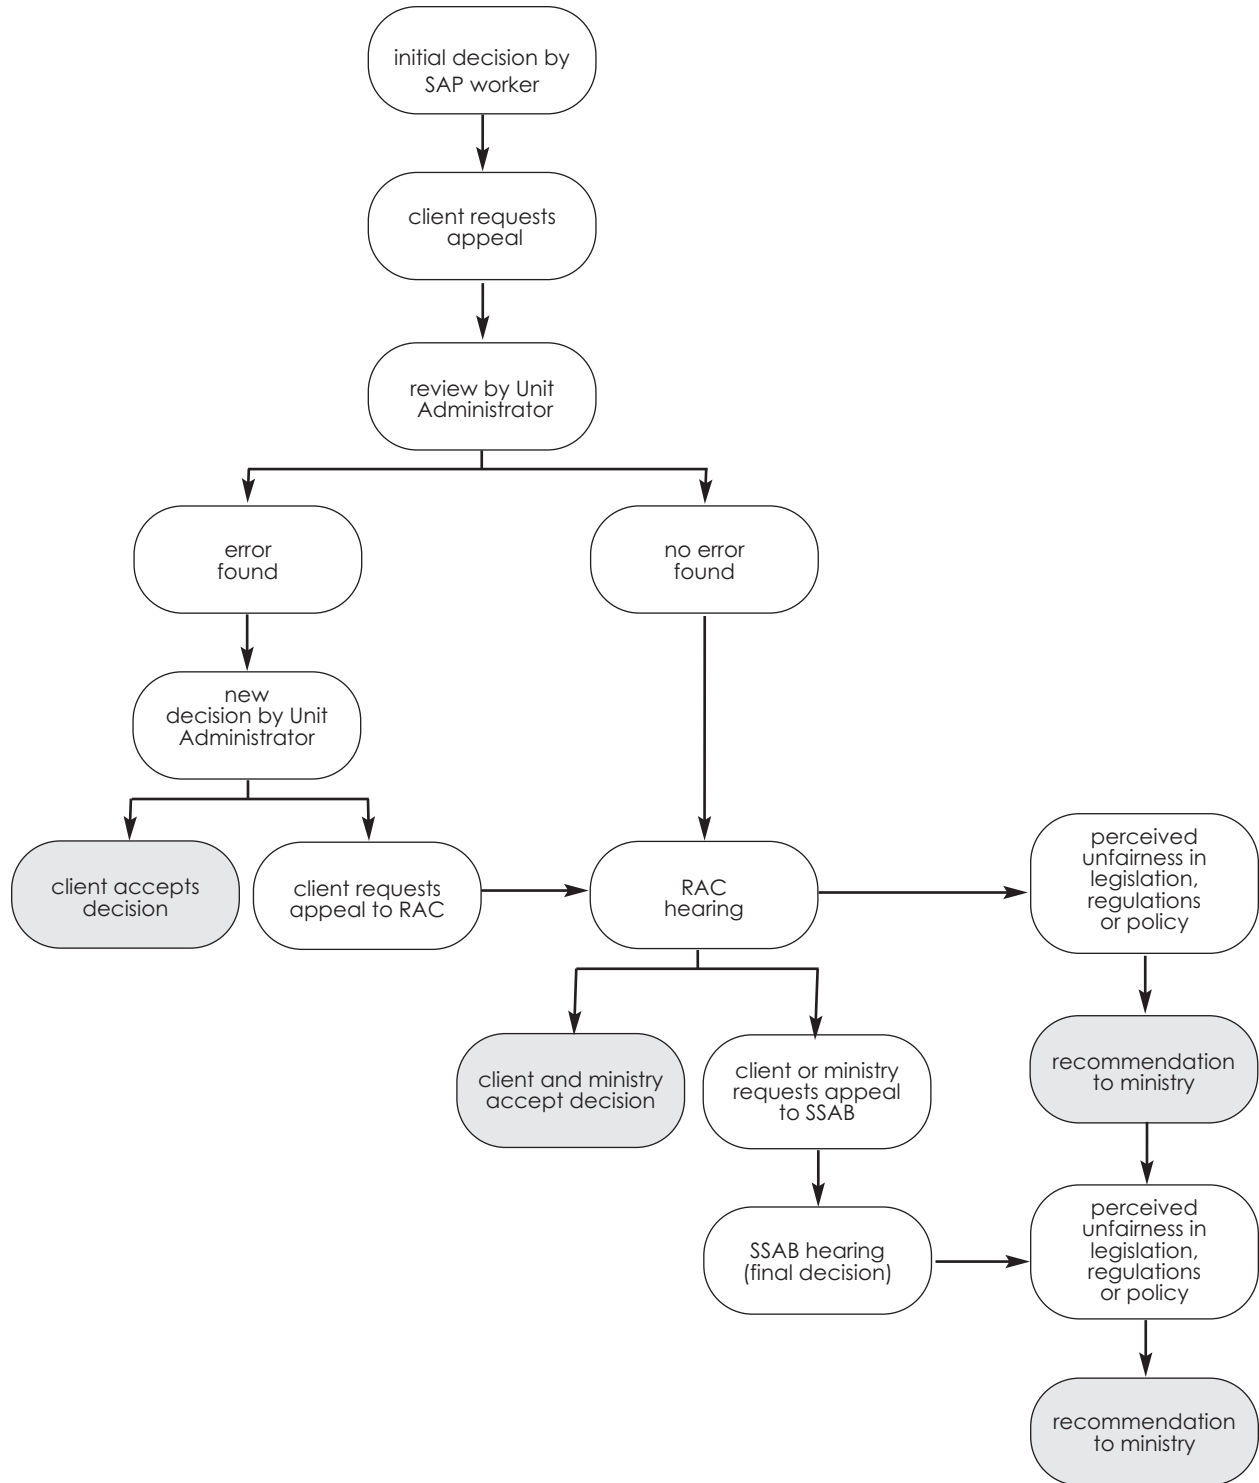 initial decision by
SAP worker
client requests
appeal
review by Unit
Administrator
error
found
no error
found
new
decision by Unit
Administrator
client accepts
decision
client requests
appeal to RAC
RAC
hearing
perceived
unfairness in
legislation,
regulations
or policy
client and ministry
accept decision
client or ministry
requests appeal
to SSAB
recommendation
to ministry
SSAB hearing
(final decision)
perceived
unfairness in
legislation,
regulations
or policy
recommendation
to ministry